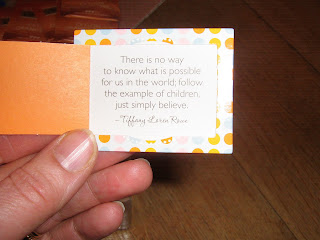 There is no way
to know what is possible
for us in the world; follow
the example of children,
just simply believe.
- Tiffany Loren Rowe